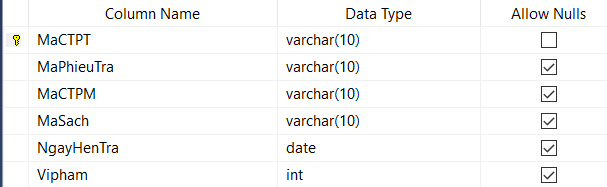 Column Name Data Type Allow Nulls
MaCTPT varchar(10)
MaPhieuTra varchar(10)
MaCTPM varchar(10)
MaSach varchar(10)
NgayHenTra date
Vipham int